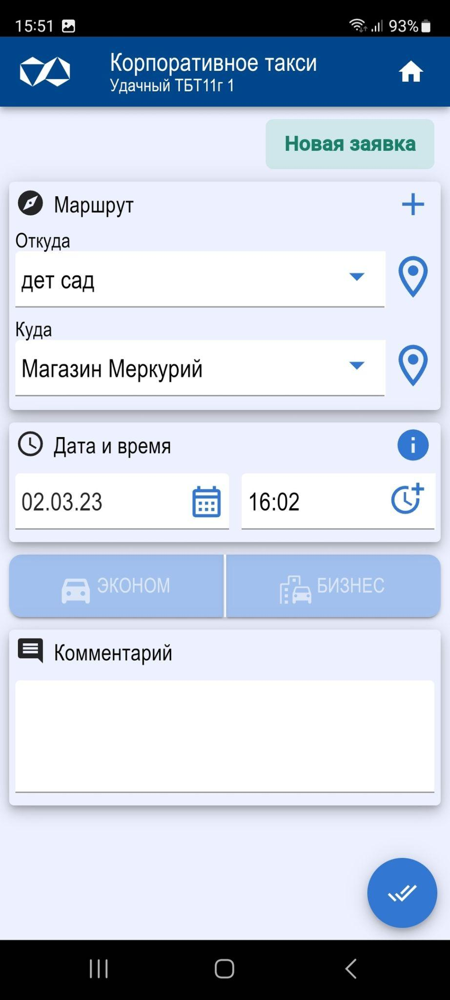 15:51 93%
Корпоративное такси
Удачный ТБТ11г 1
Новая заявка
Маршрут
Откуда
дет сад
Куда
Магазин Меркурий
Дата и время
02.03.23 16:02
ЭКОНОМ БИЗНЕС
Комментарий